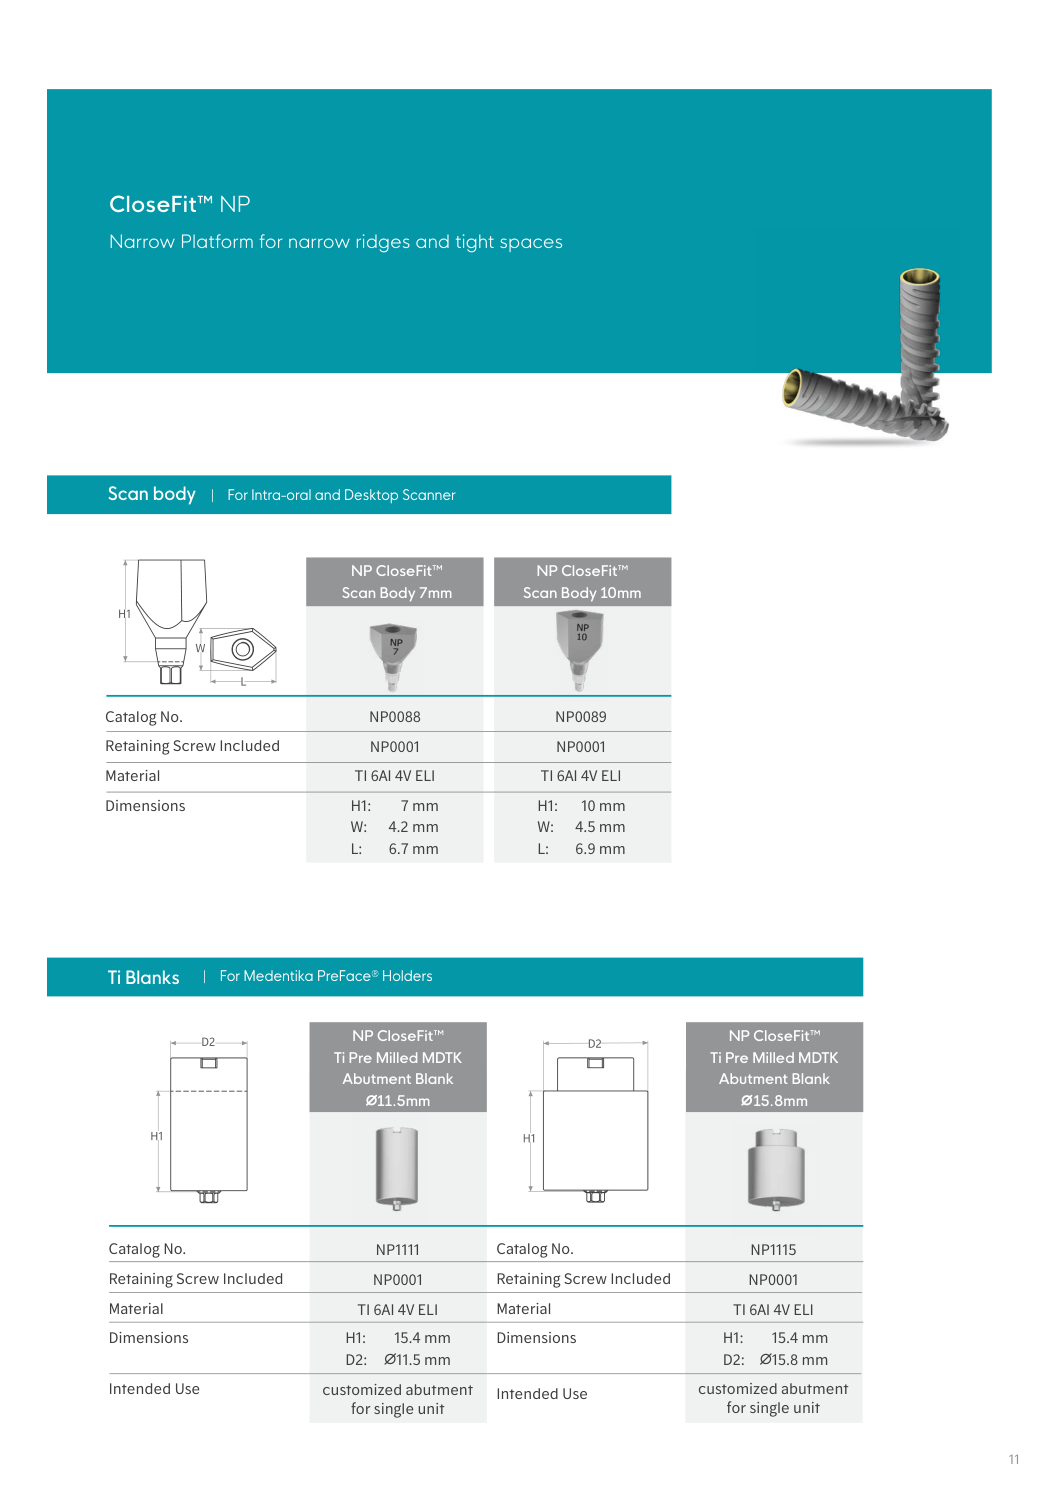 CloseFit™ NP
Narrow Platform for narrow ridges and tight spaces
Scan body | For Intra-oral and Desktop Scanner
H1
W
L
NP CloseFit™
Scan Body 7mm
NP
7
NP CloseFit™
Scan Body 10mm
NP
10
Catalog No. NP0088 NP0089
Retaining Screw Included NP0001 NP0001
Material TI 6AI 4V ELI TI 6AI 4V ELI
Dimensions H1: 7 mm H1: 10 mm
W: 4.2 mm W: 4.5 mm
L: 6.7 mm L: 6.9 mm
Ti Blanks | For Medentika PreFace® Holders
D2
H1
NP CloseFit™
Ti Pre Milled MDTK
Abutment Blank
Ø11.5mm
D2
H1
NP CloseFit™
Ti Pre Milled MDTK
Abutment Blank
Ø15.8mm
Catalog No. NP1111 Catalog No. NP1115
Retaining Screw Included NP0001 Retaining Screw Included NP0001
Material TI 6AI 4V ELI Material TI 6AI 4V ELI
Dimensions H1: 15.4 mm Dimensions H1: 15.4 mm
D2: Ø11.5 mm D2: Ø15.8 mm
Intended Use customized abutment Intended Use customized abutment
for single unit for single unit
11